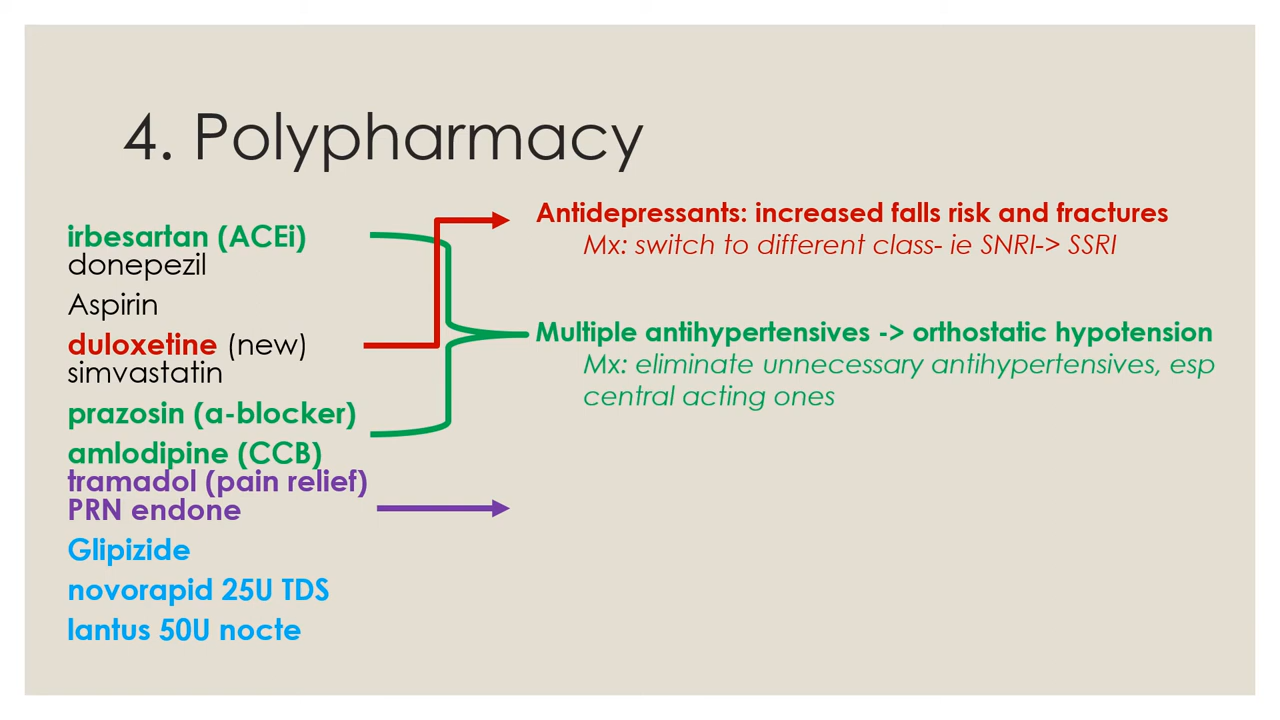 4. Polypharmacy
irbesartan (ACEi)
donepezil
Aspirin
duloxetine (new)
simvastatin
prazosin (a-blocker)
amlodipine (CCB)
tramadol (pain relief)
PRN endone
Glipizide
novorapid 25U TDS
lantus 50U nocte
Antidepressants: increased falls risk and fractures
Mx: switch to different class- ie SNRI-> SSRI
Multiple antihypertensives -> orthostatic hypotension
Mx: eliminate unnecessary antihypertensives, esp
central acting ones